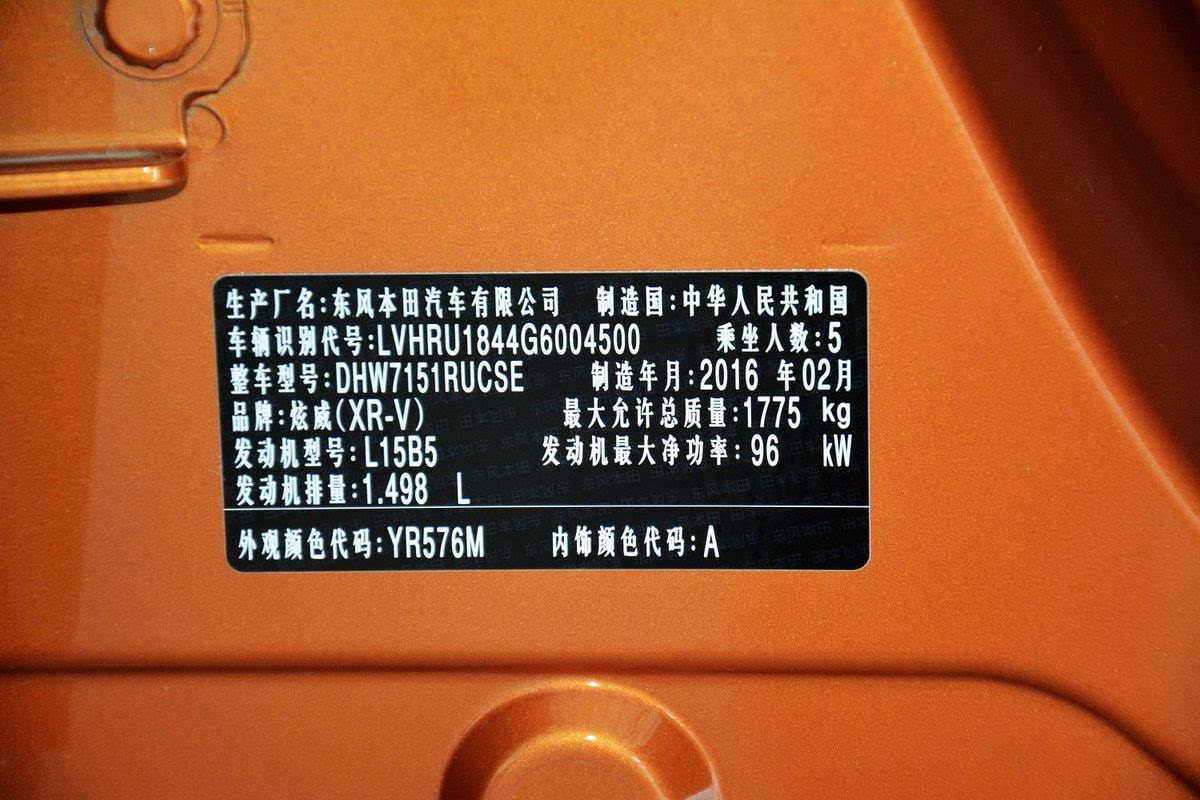 生产厂名:东风本田汽车有限公司 制造国:中华人民共和国
车辆识别代号:LVHRU1844G6004500 乘坐人数:5
整车型号:DHW7151RUCSE 制造年月:2016 年02月
品牌:炫威(XR-V) 最大允许总质量:1775 kg
发动机型号:L15B5 发动机最大净功率:96 kW
发动机排量:1.498 L
外观颜色代码:YR576M 内饰颜色代码:A